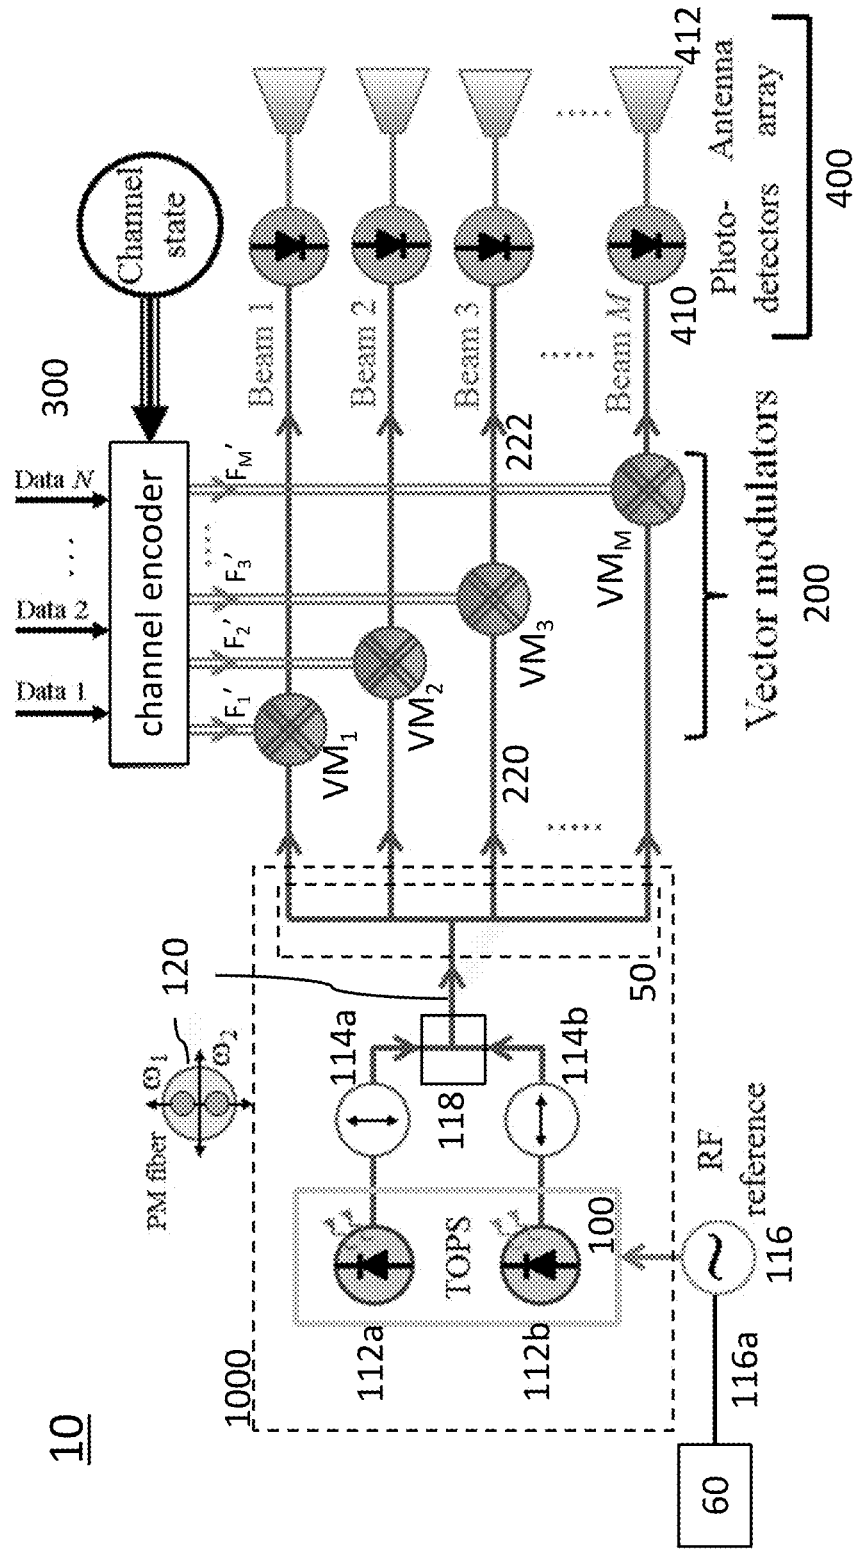 10
1000
112a
112b
TOPS
100
114a
114b
118
120
PM fiber
ω1
ω2
50
60
116a
116
RF
reference
Data 1
Data 2
...
Data N
300
channel encoder
Channel
state
F1'
F2'
F3'
.....
FM'
VM1
VM2
VM3
VMM
220
222
.....
Vector modulators
200
Beam 1
Beam 2
Beam 3
.....
Beam M
410
Photo-
detectors
.....
412
Antenna
array
400